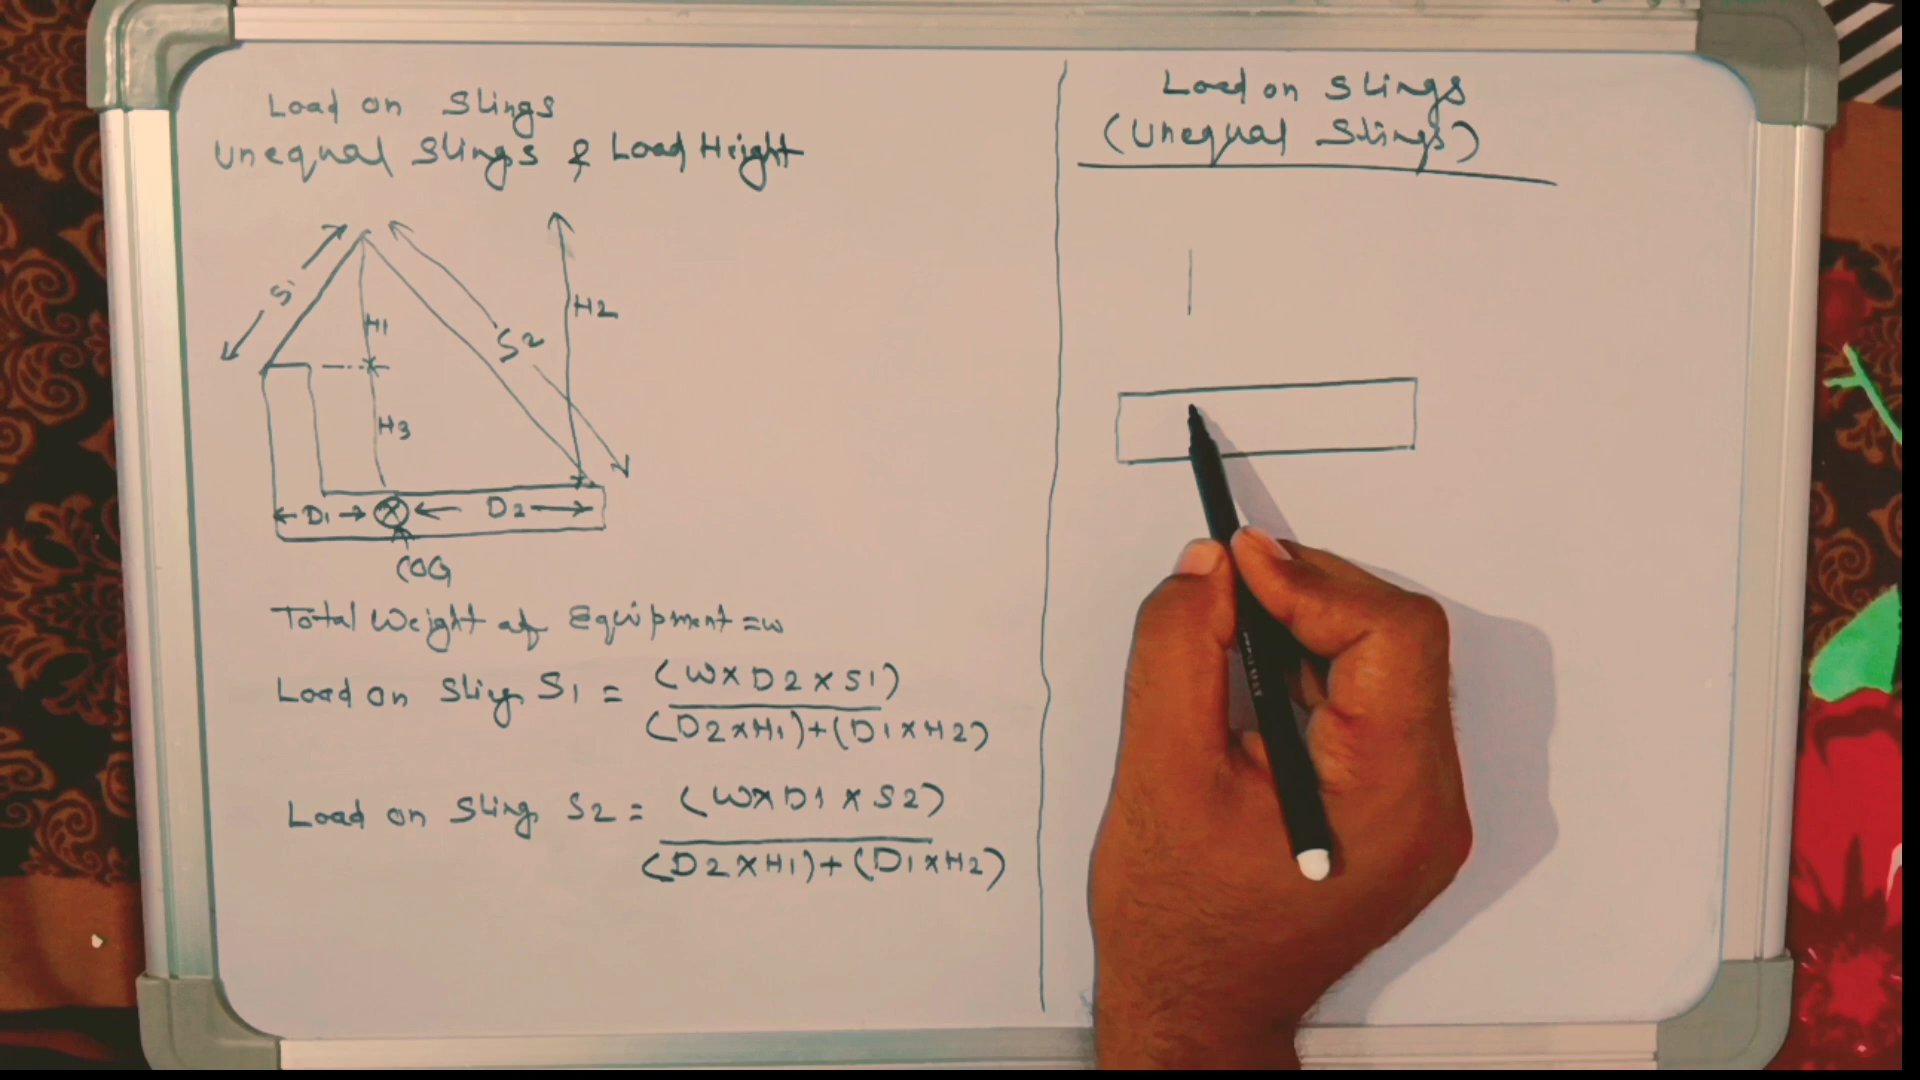 Load on Slings
Unequal Slings & Load Height
S1
H1
S2
H2
H3
D1
D2
COG
Total Weight of Equipment = W
Load on Sling S1 = (W x D2 x S1)
(D2 x H1) + (D1 x H2)
Load on Sling S2 = (W x D1 x S2)
(D2 x H1) + (D1 x H2)
Load on Slings
(Unequal Slings)